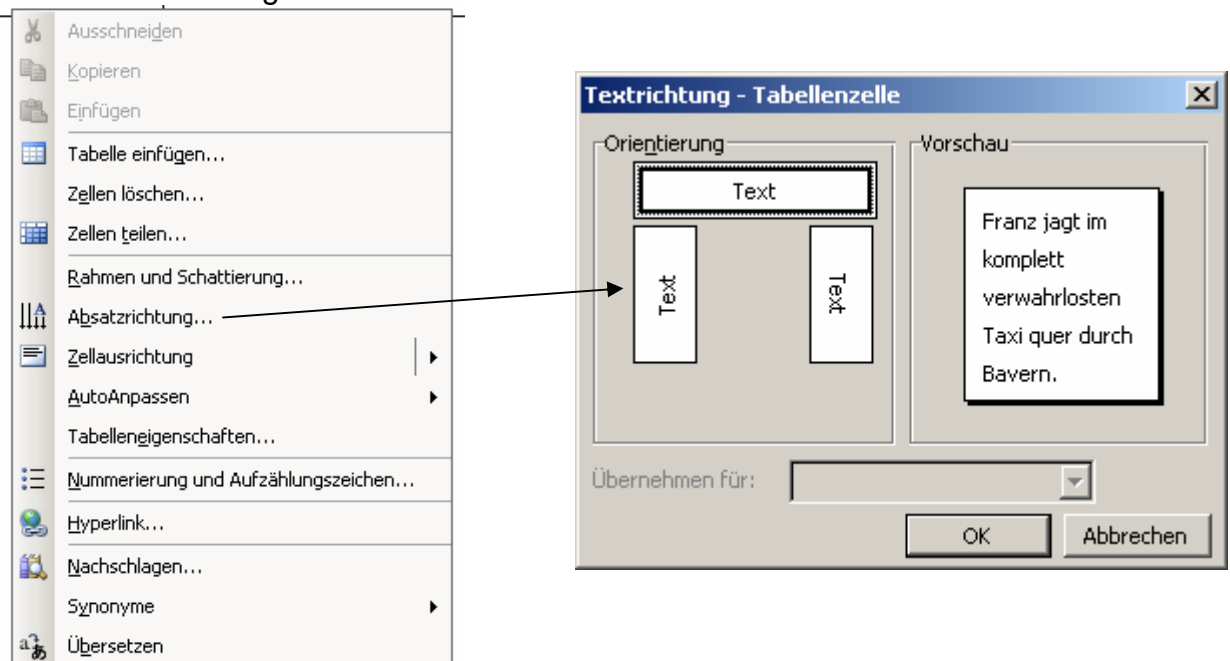 Ausschneiden
Kopieren
Einfügen
Tabelle einfügen...
Zellen löschen...
Zellen teilen...
Rahmen und Schattierung...
Absatzrichtung...
Zellausrichtung
AutoAnpassen
Tabelleneigenschaften...
Nummerierung und Aufzählungszeichen...
Hyperlink...
Nachschlagen...
Synonyme
Übersetzen
Textrichtung - Tabellenzelle
Orientierung
Text
Text
Text
Vorschau
Franz jagt im
komplett
verwahrlosten
Taxi quer durch
Bayern.
Übernehmen für:
OK
Abbrechen